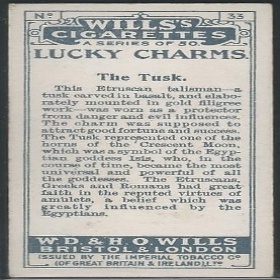 Nº 33
WILLS'S
CIGARETTES
A SERIES OF 50.
LUCKY CHARMS.
The Tusk.
This Etruscan talisman—a
tusk carved in basalt, and elabo-
rately mounted in gold filigree
work—was worn as a protector
from danger and evil influences.
The charm was supposed to
attract good fortune and success.
The Tusk represented one of the
horns of the Crescent Moon,
which was a symbol of the Egyp-
tian goddess Isis, who, in the
course of time, became the most
universal and powerful of all
the goddesses. The Etruscans,
Greeks and Romans had great
faith in the reputed virtues of
amulets, a belief which was
greatly influenced by the
Egyptians.
W.D. & H.O. WILLS
BRISTOL & LONDON
ISSUED BY THE IMPERIAL TOBACCO Cº
(OF GREAT BRITAIN & IRELAND), Lᵀᴰ